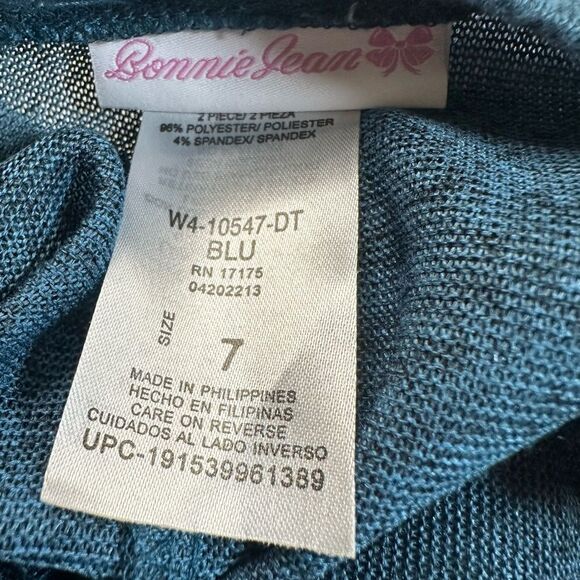 Bonnie Jean
2 PIECE/ 2 PIEZA
96% POLYESTER/ POLIESTER
4% SPANDEX/ SPANDEX
W4-10547-DT
BLU
RN 17175
04202213
SIZE
7
MADE IN PHILIPPINES
HECHO EN FILIPINAS
CARE ON REVERSE
CUIDADOS AL LADO INVERSO
UPC-191539961389